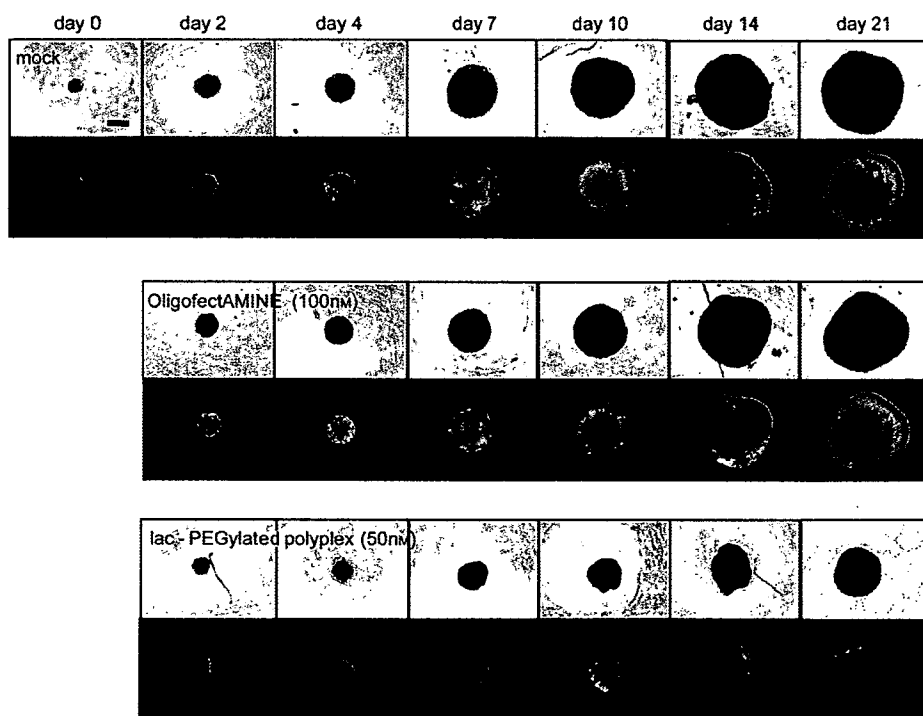 day 0 day 2 day 4 day 7 day 10 day 14 day 21
mock
OligofectAMINE (100nM)
lac - PEGylated polyplex (50nM)